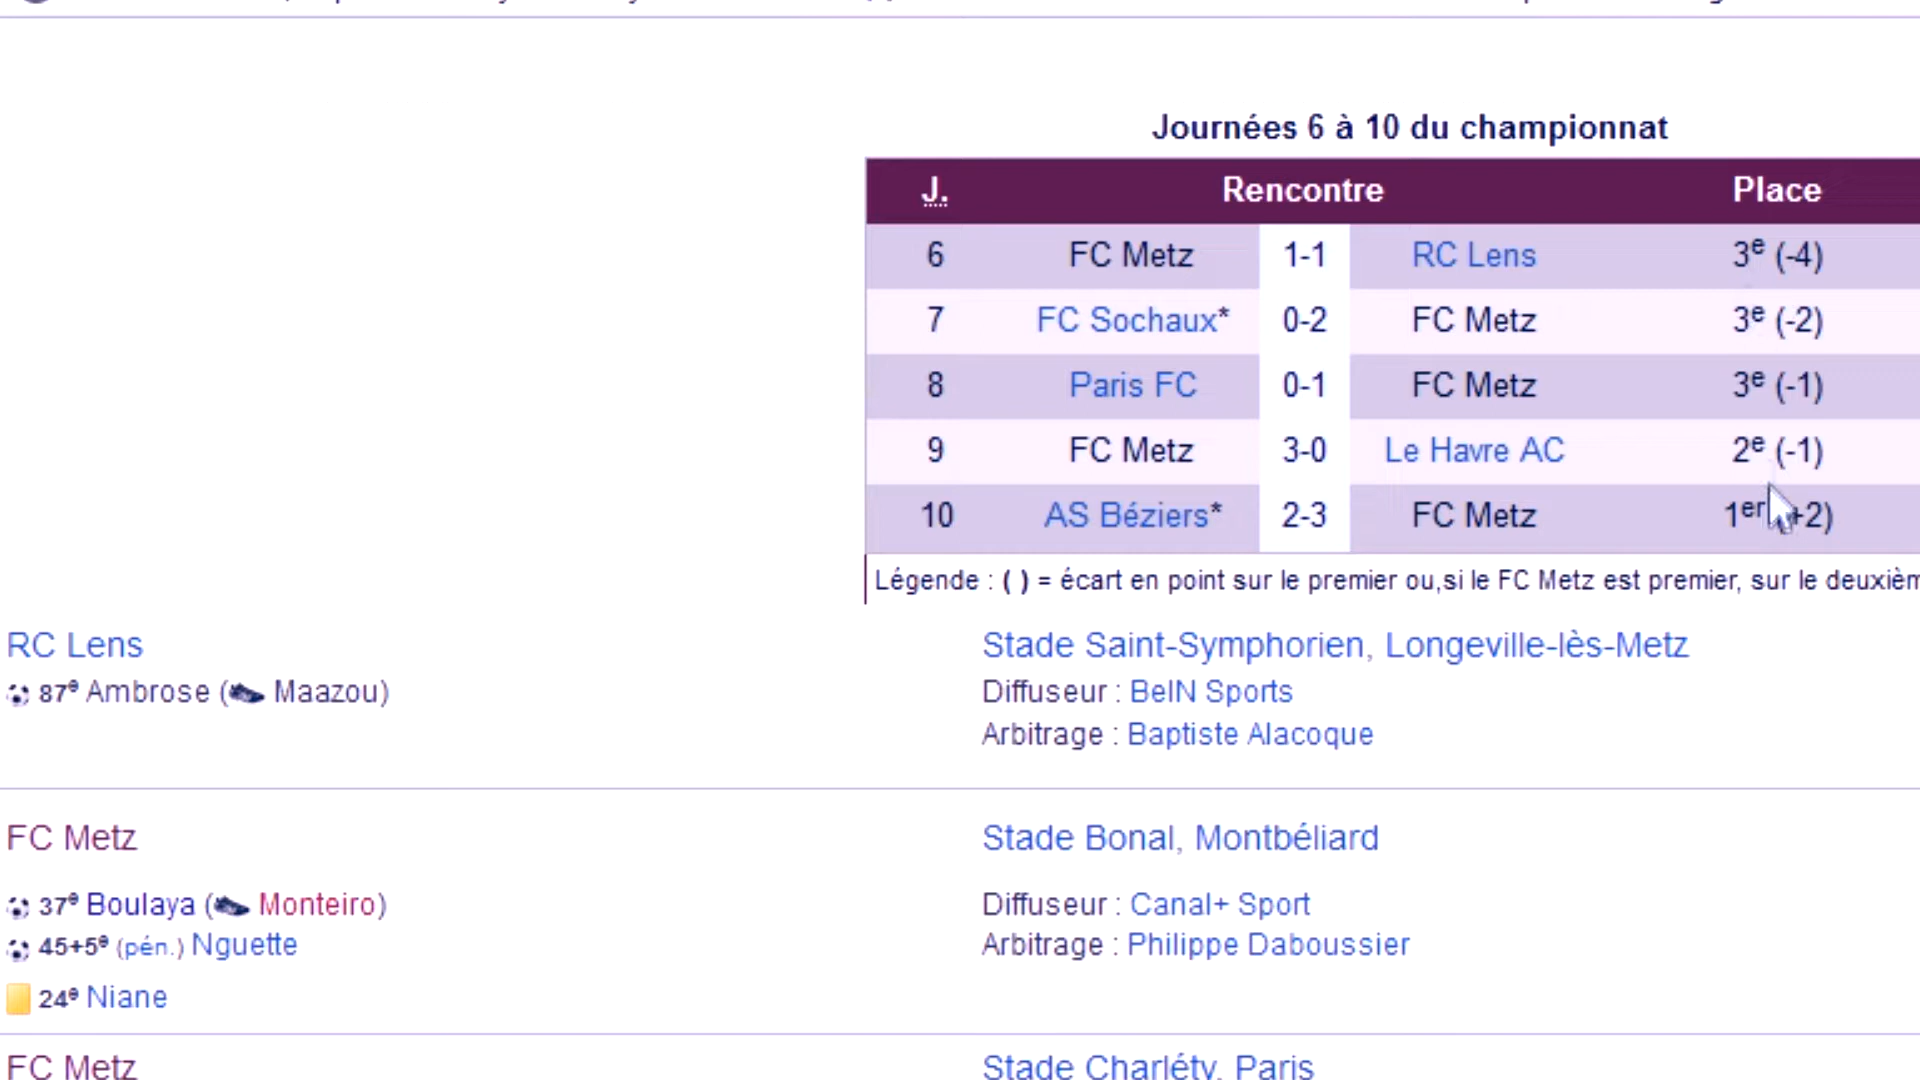 Journées 6 à 10 du championnat
J. Rencontre Place
6 FC Metz 1-1 RC Lens 3e (-4)
7 FC Sochaux* 0-2 FC Metz 3e (-2)
8 Paris FC 0-1 FC Metz 3e (-1)
9 FC Metz 3-0 Le Havre AC 2e (-1)
10 AS Béziers* 2-3 FC Metz 1er +2)
Légende : ( ) = écart en point sur le premier ou,si le FC Metz est premier, sur le
RC Lens Stade Saint-Symphorien, Longeville-lès-Metz
87e Ambrose ( Maazou) Diffuseur : BeIN Sports
Arbitrage : Baptiste Alacoque
FC Metz Stade Bonal, Montbéliard
37e Boulaya ( Monteiro) Diffuseur : Canal+ Sport
45+5e (pén.) Nguette Arbitrage : Philippe Daboussier
24e Niane
FC Metz Stade Charléty, Paris